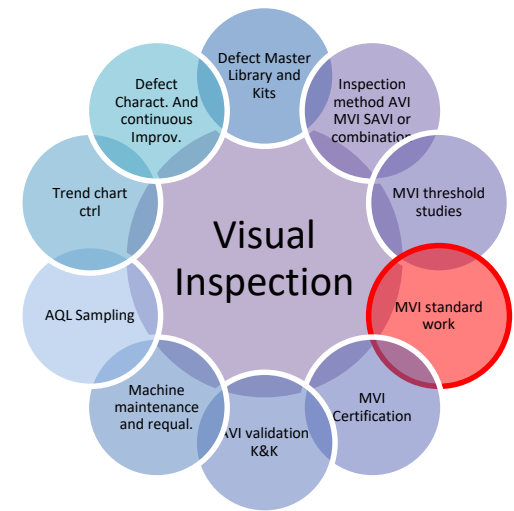 Visual
Inspection
Defect Master
Library and
Kits
Inspection
method AVI
MVI SAVI or
combination
MVI threshold
studies
MVI standard
work
MVI
Certification
AVI validation
K&K
Machine
maintenance
and requal.
AQL Sampling
Trend chart
ctrl
Defect
Charact. And
continuous
Improv.